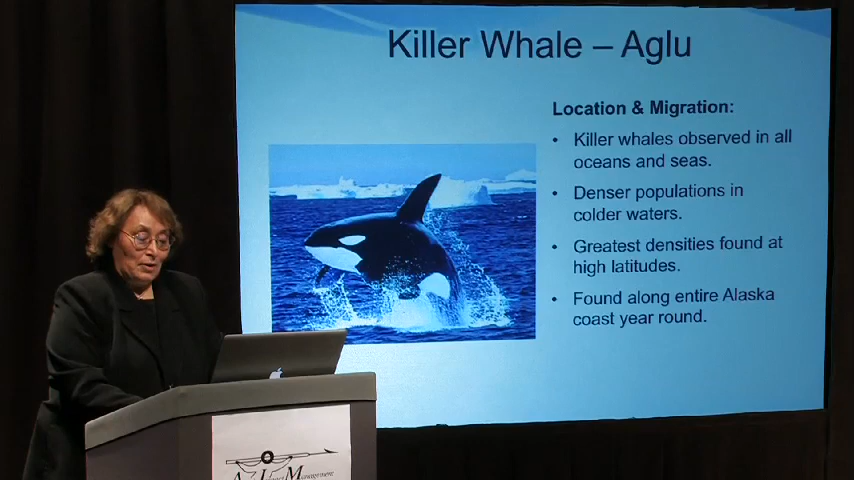 Killer Whale – Aglu
Location & Migration:
• Killer whales observed in all
oceans and seas.
• Denser populations in
colder waters.
• Greatest densities found at
high latitudes.
• Found along entire Alaska
coast year round.
Management